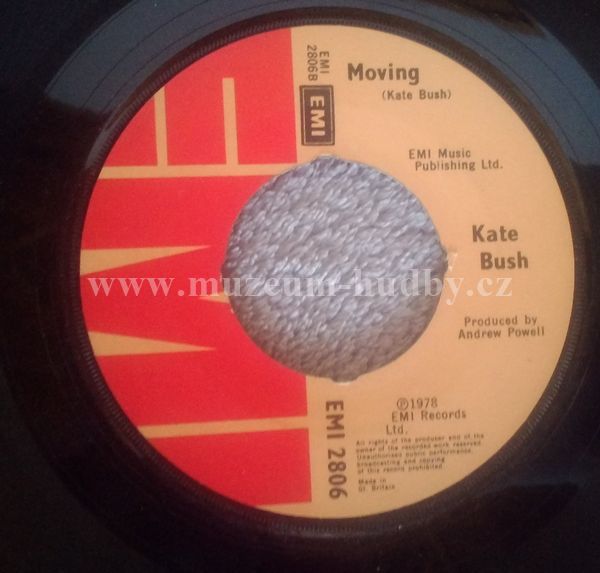 EMI
EMI
2806B
EMI
Moving
(Kate Bush)
EMI Music
Publishing Ltd.
Kate
Bush
www.muzeum-hudby.cz
Produced by
Andrew Powell
℗1978
EMI Records
Ltd.
All rights of the producer and of the
owner of the recorded work reserved
Unauthorised public performance,
broadcasting and copying
of this record prohibited.
Made in
Gt. Britain
EMI 2806